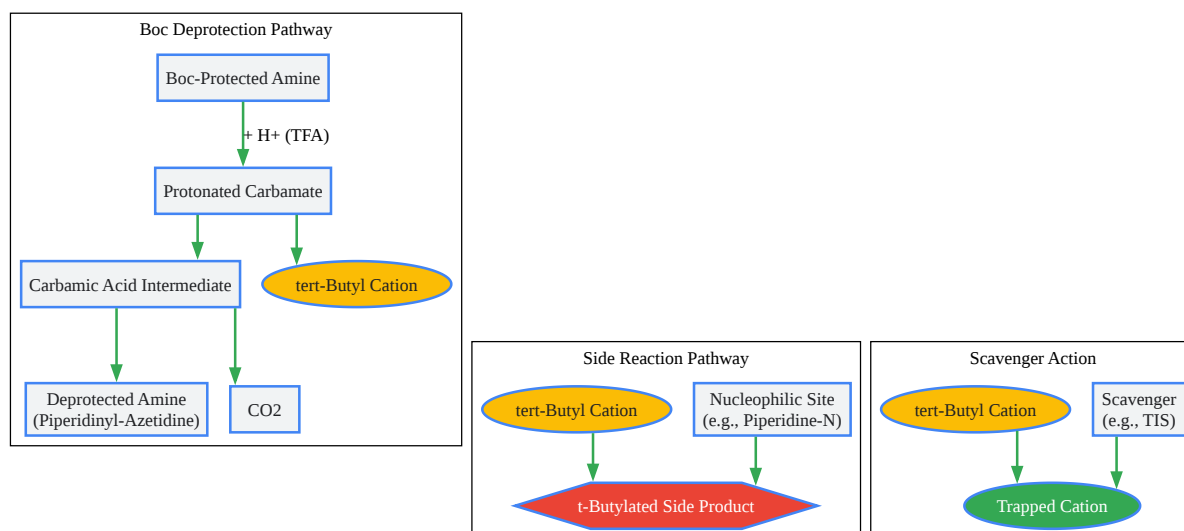 Boc Deprotection Pathway
Boc-Protected Amine
+ H+ (TFA)
Protonated Carbamate
Carbamic Acid Intermediate
tert-Butyl Cation
Deprotected Amine
(Piperidinyl-Azetidine)
CO2
Side Reaction Pathway
tert-Butyl Cation
Nucleophilic Site
(e.g., Piperidine-N)
t-Butylated Side Product
Scavenger Action
tert-Butyl Cation
Scavenger
(e.g., TIS)
Trapped Cation